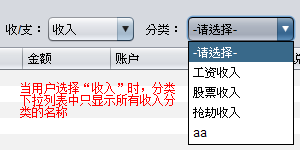 收/支： 收入 分类： -请选择-
-请选择-
金额 账户
工资收入
当用户选择“收入”时，分类
下拉列表中只显示所有收入分
类的名称
股票收入
抢劫收入
aa